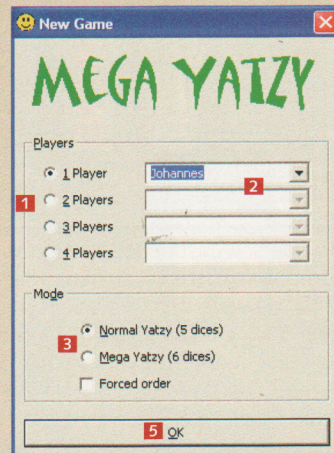 New Game
MEGA YATZY
Players
1 Player Johannes 2
1 2 Players
3 Players
4 Players
Mode
Normal Yatzy (5 dices)
3 Mega Yatzy (6 dices)
Forced order
5 OK